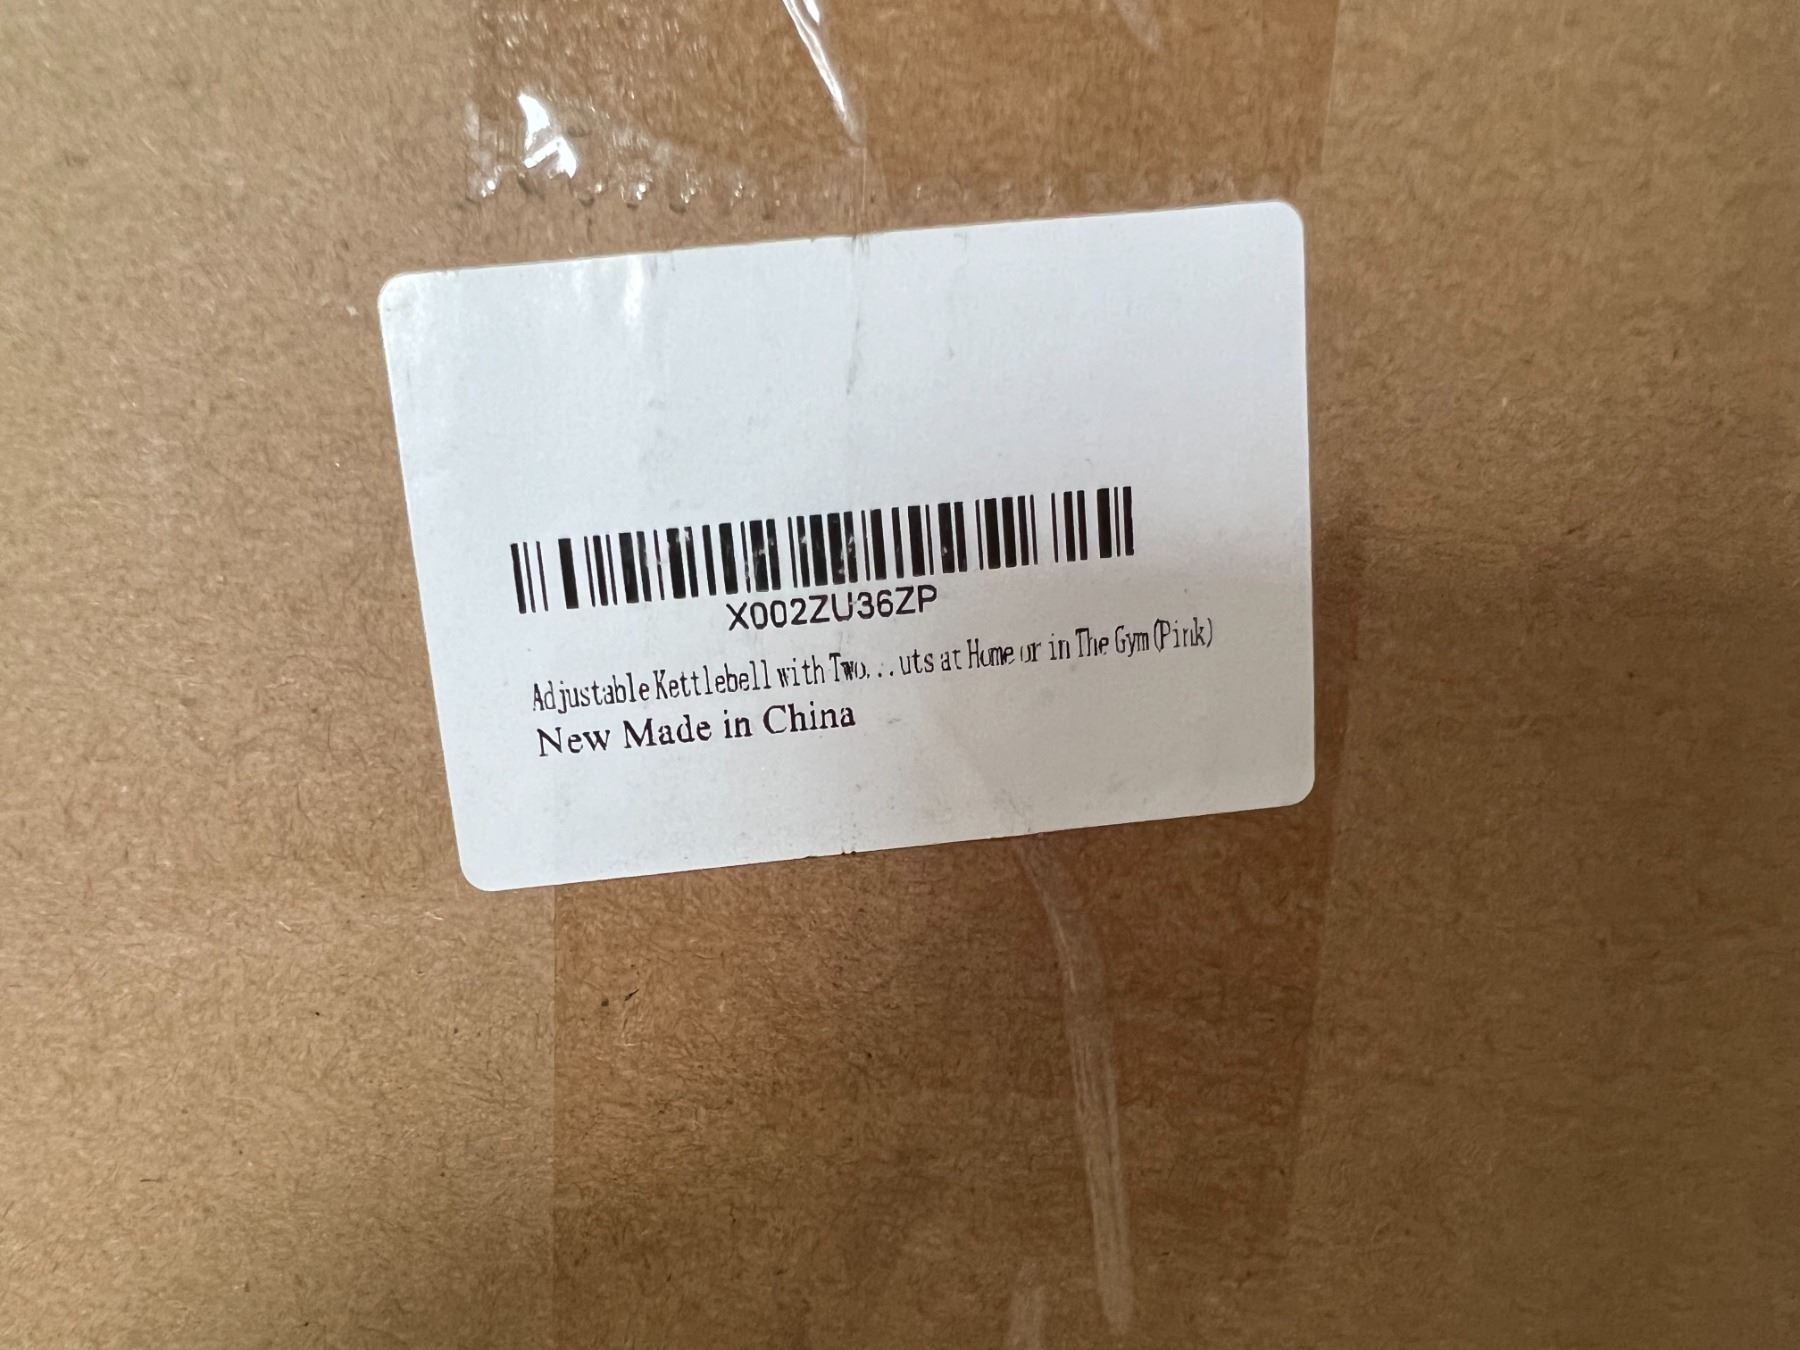 X002ZU36ZP
Adjustable Kettlebell with Two...uts at Home or in The Gym(Pink)
New Made in China